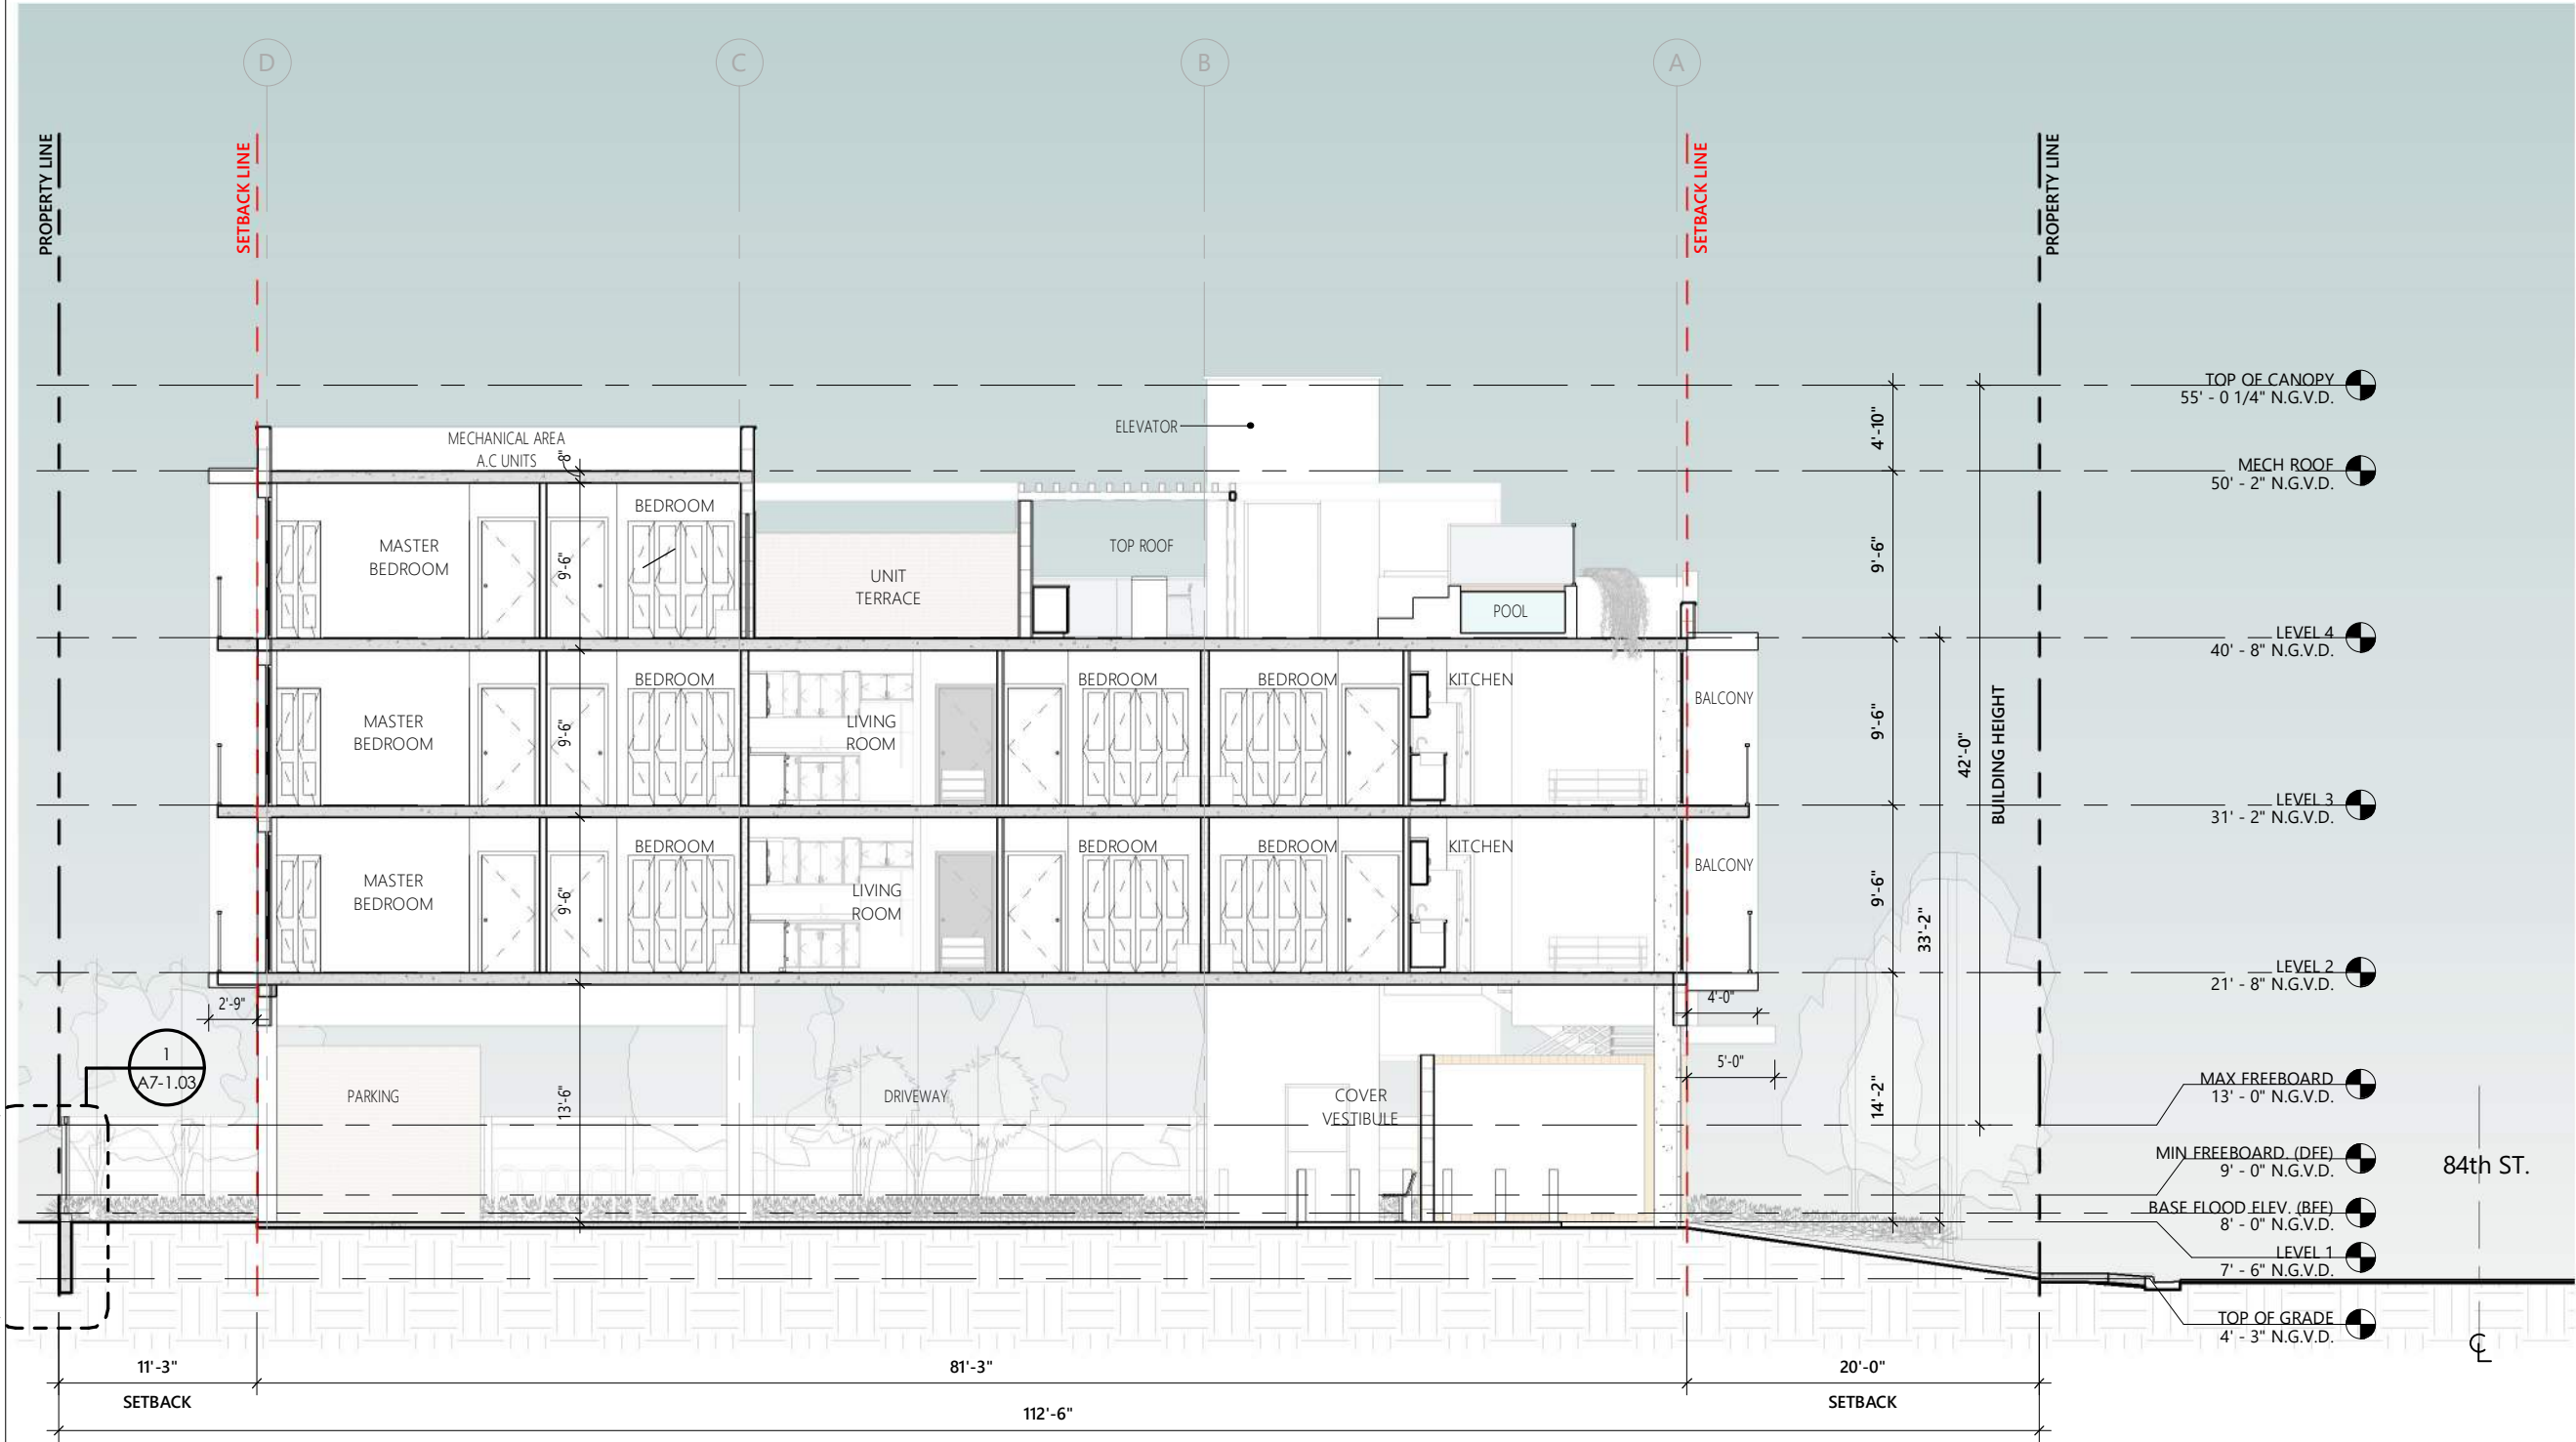 D
C
B
A
PROPERTY LINE
SETBACK LINE
SETBACK LINE
PROPERTY LINE
TOP OF CANOPY
55' - 0 1/4" N.G.V.D.
4'-10"
ELEVATOR
MECHANICAL AREA
A.C UNITS
8"
MECH ROOF
50' - 2" N.G.V.D.
BEDROOM
MASTER
BEDROOM
9'-6"
UNIT
TERRACE
TOP ROOF
POOL
9'-6"
LEVEL 4
40' - 8" N.G.V.D.
MASTER
BEDROOM
9'-6"
BEDROOM
LIVING
ROOM
BEDROOM
BEDROOM
KITCHEN
BALCONY
9'-6"
42'-0"
BUILDING HEIGHT
LEVEL 3
31' - 2" N.G.V.D.
MASTER
BEDROOM
9'-6"
BEDROOM
LIVING
ROOM
BEDROOM
BEDROOM
KITCHEN
BALCONY
9'-6"
33'-2"
LEVEL 2
21' - 8" N.G.V.D.
2'-9"
4'-0"
5'-0"
1
A7-1.03
PARKING
13'-6"
DRIVEWAY
COVER
VESTIBULE
14'-2"
MAX FREEBOARD
13' - 0" N.G.V.D.
MIN FREEBOARD. (DFE)
9' - 0" N.G.V.D.
84th ST.
BASE FLOOD ELEV. (BFE)
8' - 0" N.G.V.D.
LEVEL 1
7' - 6" N.G.V.D.
TOP OF GRADE
4' - 3" N.G.V.D.
CL
11'-3"
81'-3"
20'-0"
SETBACK
SETBACK
112'-6"